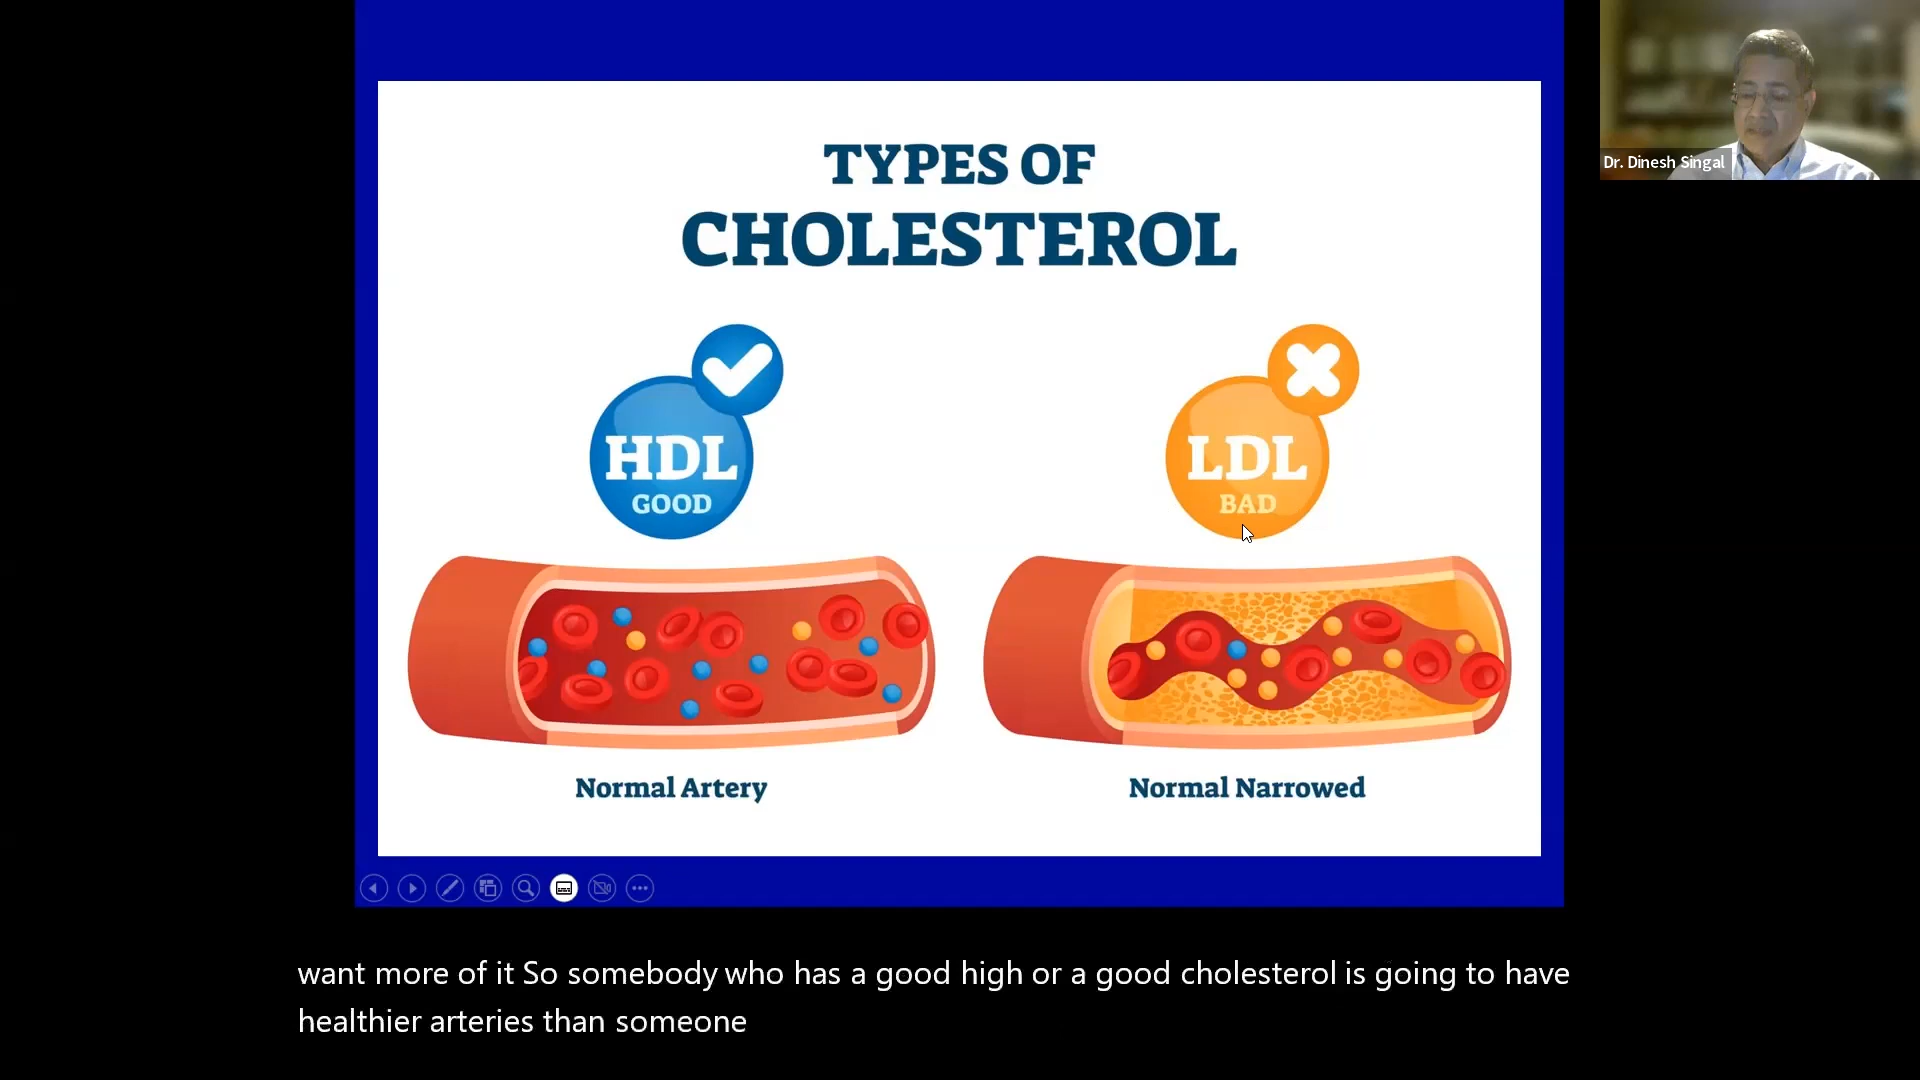 TYPES OF
CHOLESTEROL
HDL
GOOD
LDL
BAD
Normal Artery
Normal Narrowed
Dr. Dinesh Singal
want more of it So somebody who has a good high or a good cholesterol is going to have
healthier arteries than someone